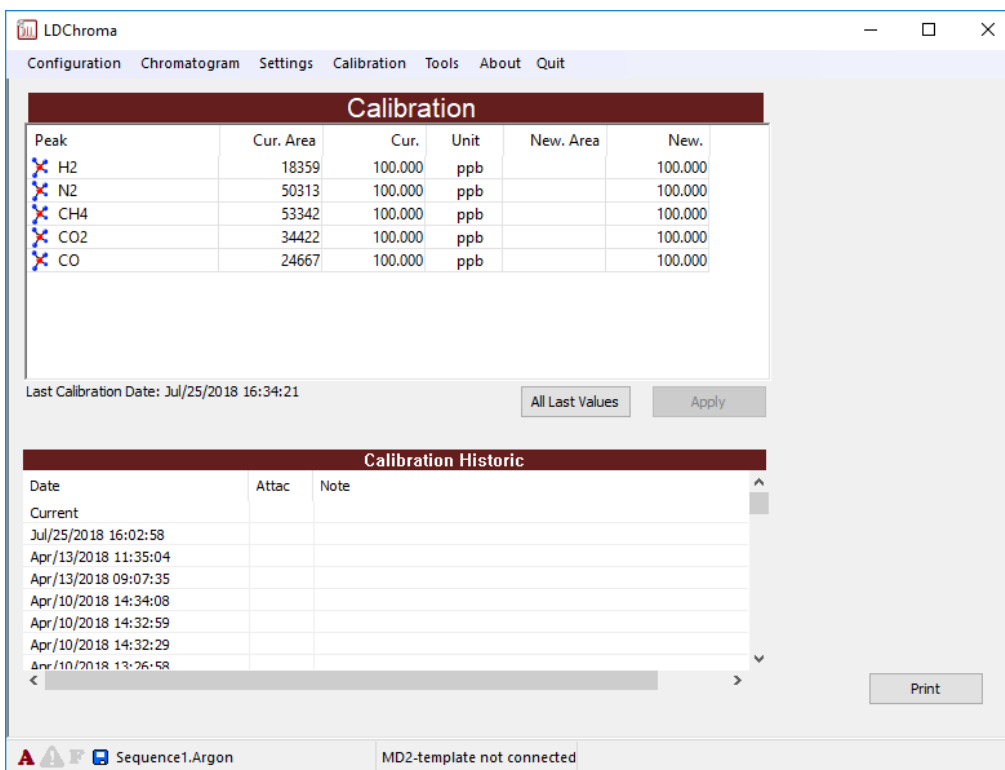 LDChroma
Configuration Chromatogram Settings Calibration Tools About Quit
Calibration
Peak Cur. Area Cur. Unit New. Area New.
H2 18359 100.000 ppb 100.000
N2 50313 100.000 ppb 100.000
CH4 53342 100.000 ppb 100.000
CO2 34422 100.000 ppb 100.000
CO 24667 100.000 ppb 100.000
Last Calibration Date: Jul/25/2018 16:34:21
All Last Values Apply
Calibration Historic
Date Attac Note
Current
Jul/25/2018 16:02:58
Apr/13/2018 11:35:04
Apr/13/2018 09:07:35
Apr/10/2018 14:34:08
Apr/10/2018 14:32:59
Apr/10/2018 14:32:29
Apr/10/2018 13:26:58
Print
A F Sequence1.Argon MD2-template not connected